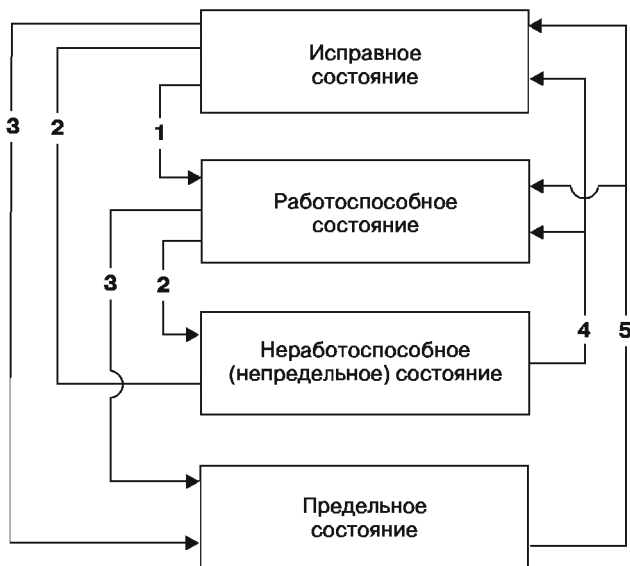 Исправное
состояние
3
2
1
Работоспособное
состояние
3
2
Неработоспособное
(непредельное) состояние
4
5
Предельное
состояние